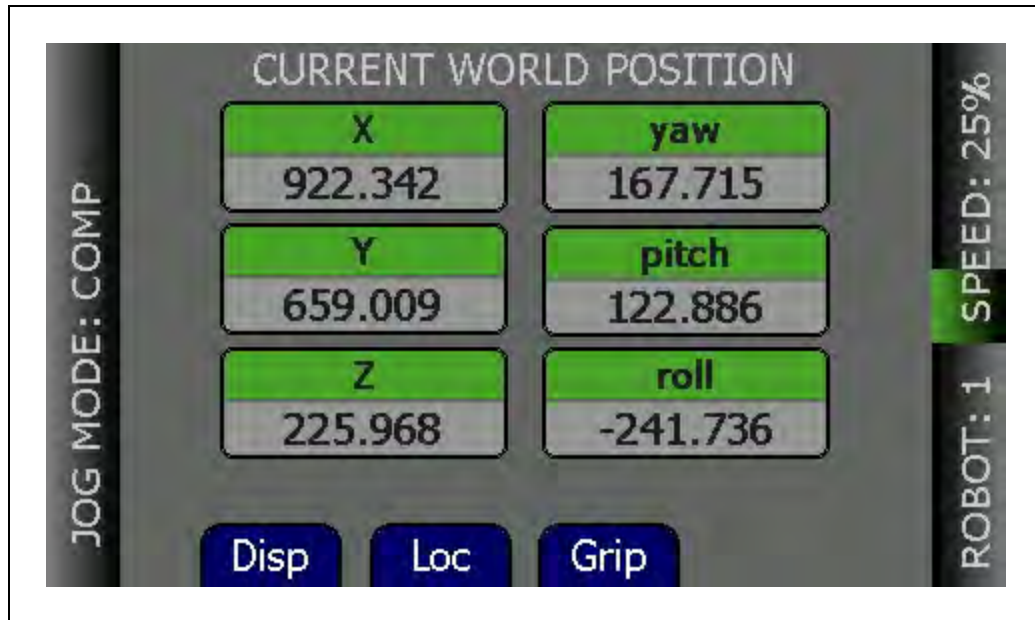 CURRENT WORLD POSITION
X
922.342
yaw
167.715
Y
659.009
pitch
122.886
Z
225.968
roll
-241.736
Disp
Loc
Grip
JOG MODE: COMP
SPEED: 25%
ROBOT: 1